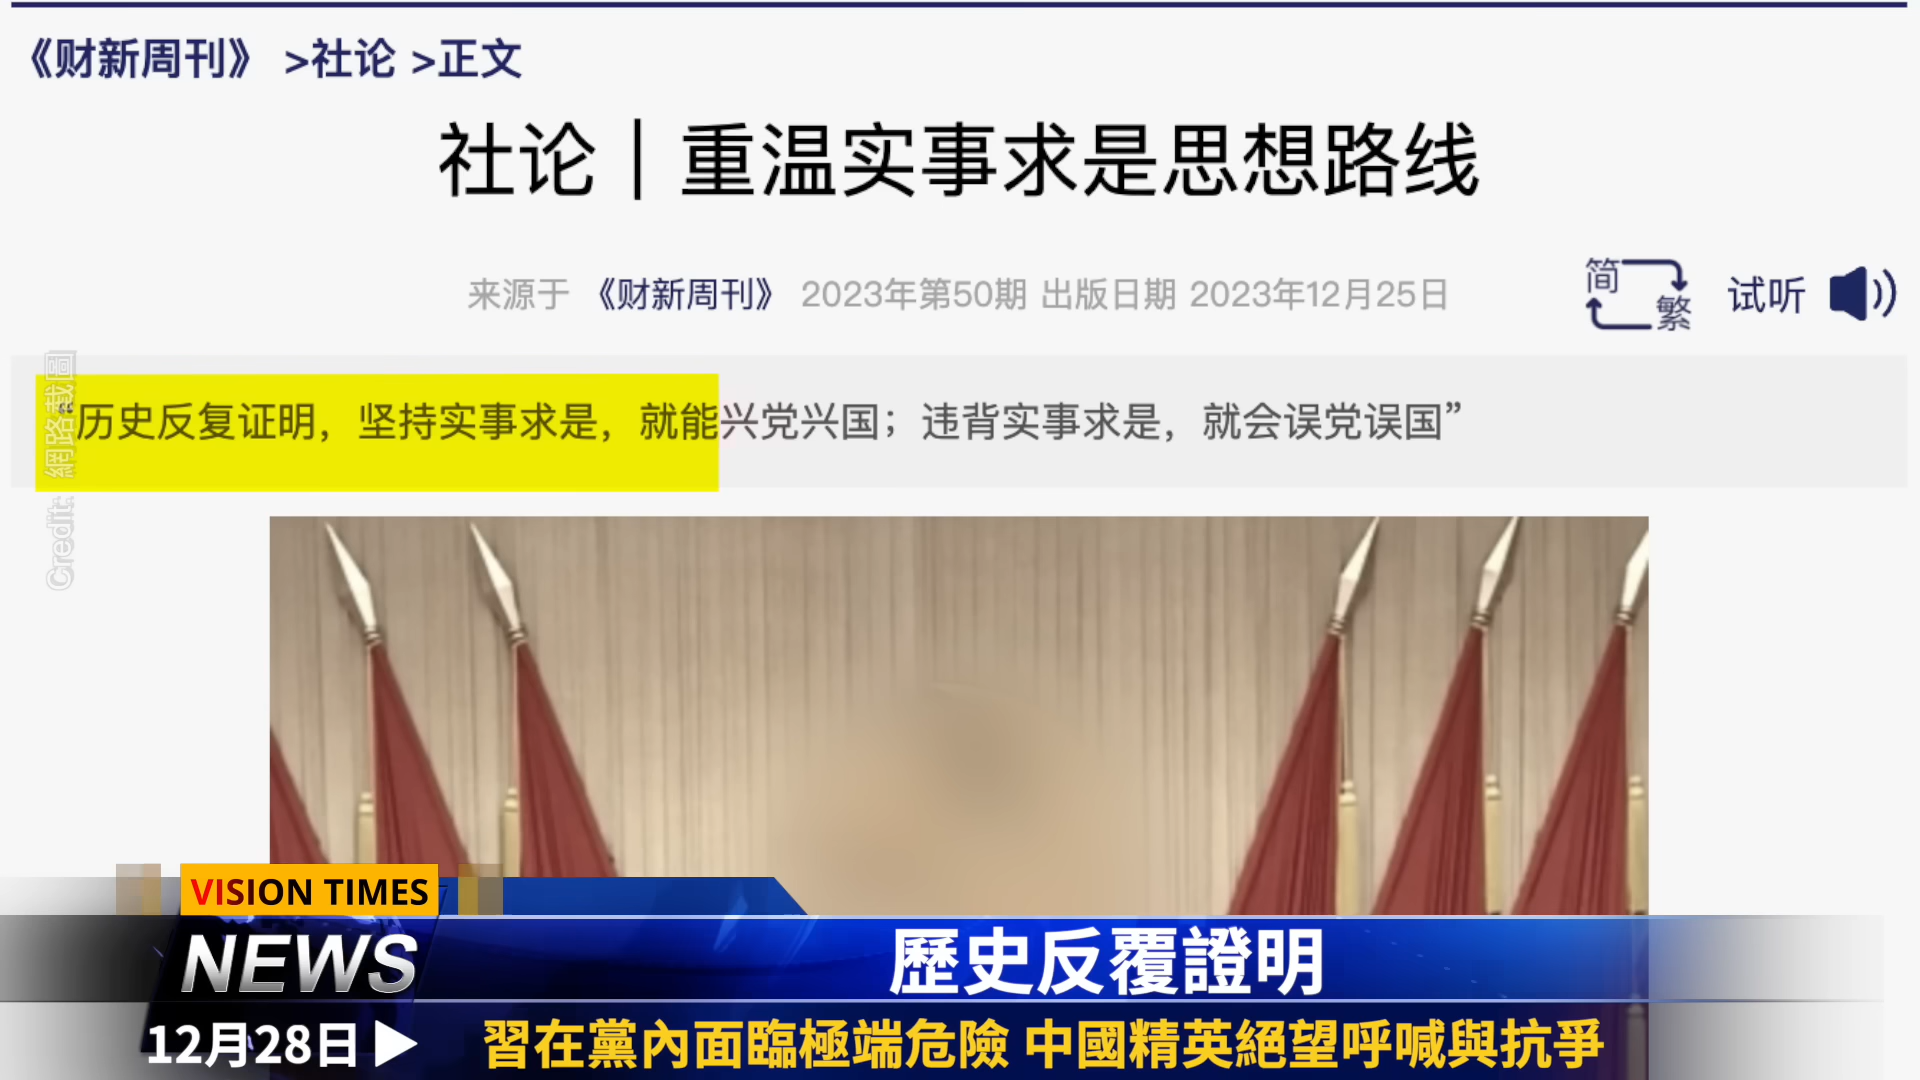 《财新周刊》 >社论 >正文
社论｜重温实事求是思想路线
来源于 《财新周刊》 2023年第50期 出版日期 2023年12月25日
简
繁
试听
“历史反复证明，坚持实事求是，就能兴党兴国；违背实事求是，就会误党误国”
Credit: 網路截圖
VISION TIMES
NEWS
歷史反覆證明
12月28日
習在黨內面臨極端危險 中國精英絕望呼喊與抗爭